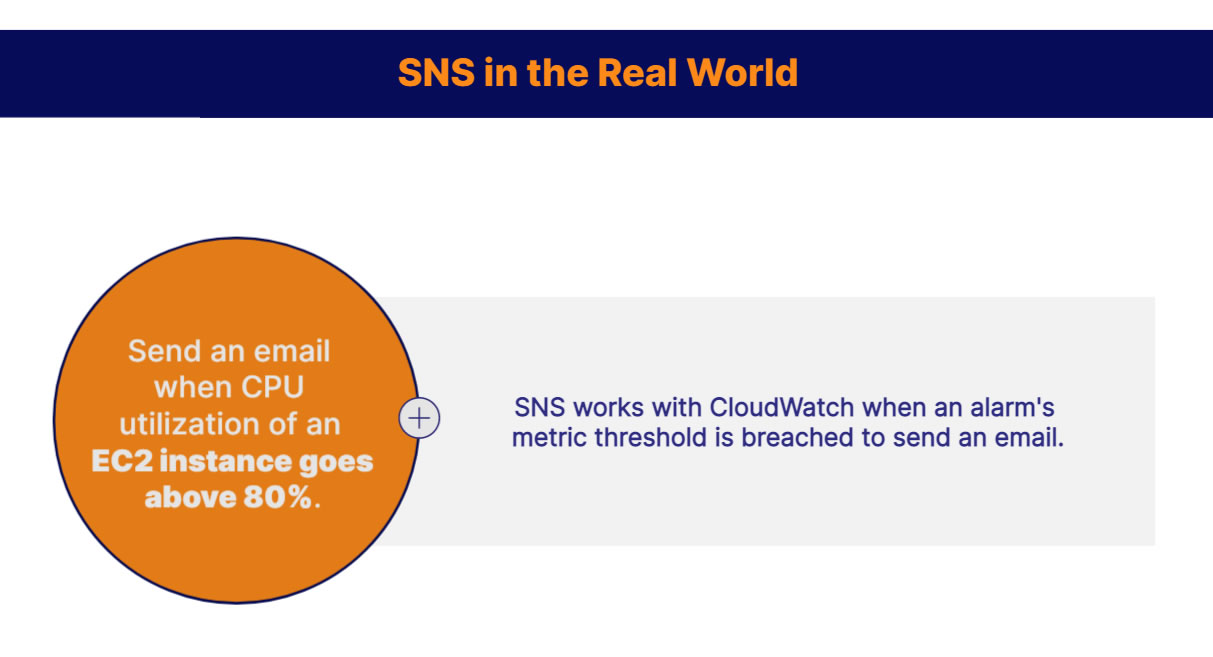 SNS in the Real World
Send an email
when CPU
utilization of an
EC2 instance goes
above 80%.
SNS works with CloudWatch when an alarm's
metric threshold is breached to send an email.